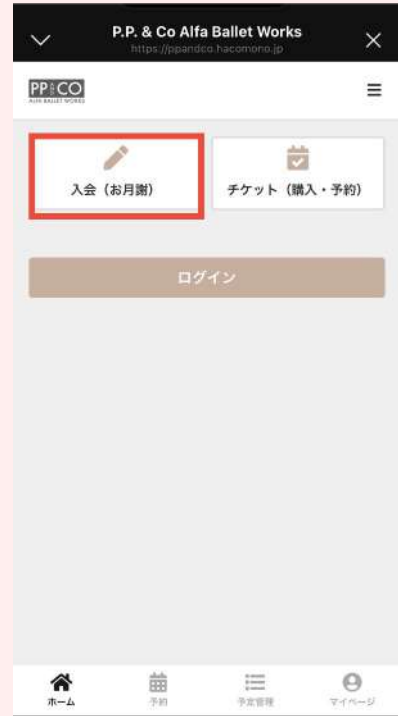 P.P. & Co Alfa Ballet Works
https://ppandco.hacomono.jp
PP&CO
ALFA BALLET WORKS
入会（お月謝）
チケット（購入・予約）
ログイン
ホーム
予約
予定管理
マイページ